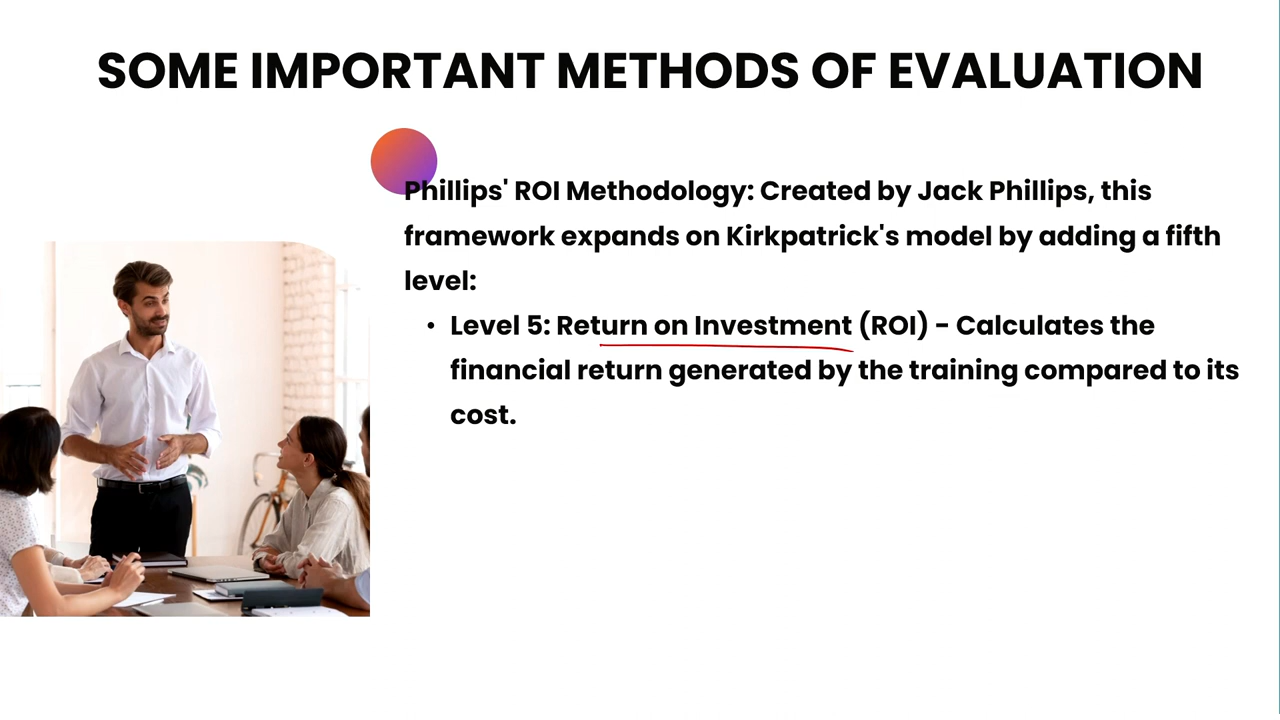 SOME IMPORTANT METHODS OF EVALUATION
Phillips' ROI Methodology: Created by Jack Phillips, this
framework expands on Kirkpatrick's model by adding a fifth
level:
• Level 5: Return on Investment (ROI) - Calculates the
financial return generated by the training compared to its
cost.